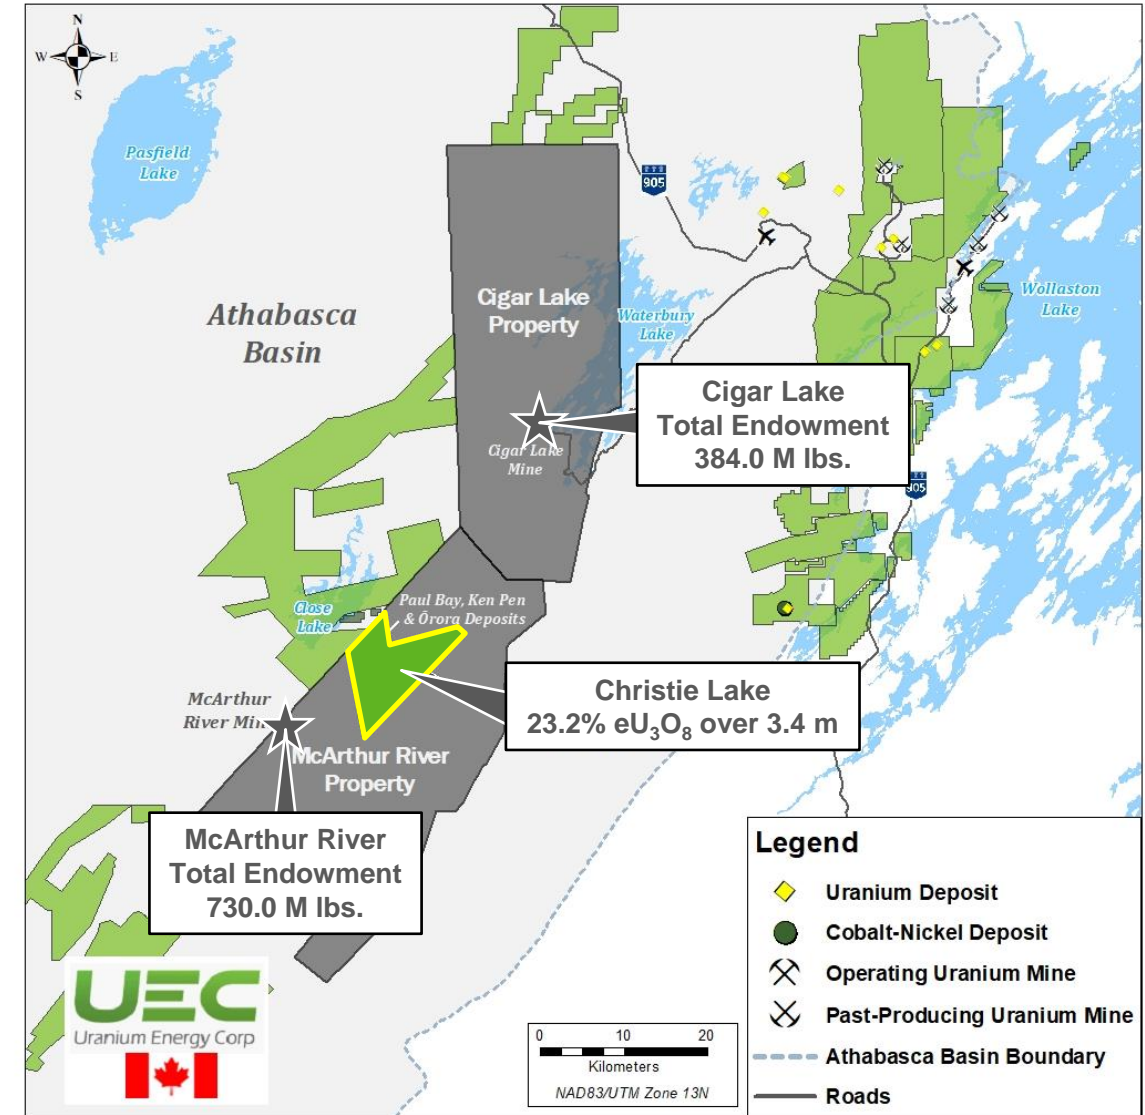 N
W E
S
Pasfield
Lake
905
Athabasca
Basin
Cigar Lake
Property
Waterbury
Lake
Wollaston
Lake
Cigar Lake
Total Endowment
384.0 M lbs.
Cigar Lake
Mine
905
Close
Lake
Paul Bay, Ken Pen
& Ōrora Deposits
Christie Lake
23.2% eU₃O₈ over 3.4 m
McArthur
River Min
McArthur River
Property
McArthur River
Total Endowment
730.0 M lbs.
Legend
Uranium Deposit
Cobalt-Nickel Deposit
Operating Uranium Mine
Past-Producing Uranium Mine
Athabasca Basin Boundary
Roads
UEC
Uranium Energy Corp
0 10 20
Kilometers
NAD83/UTM Zone 13N